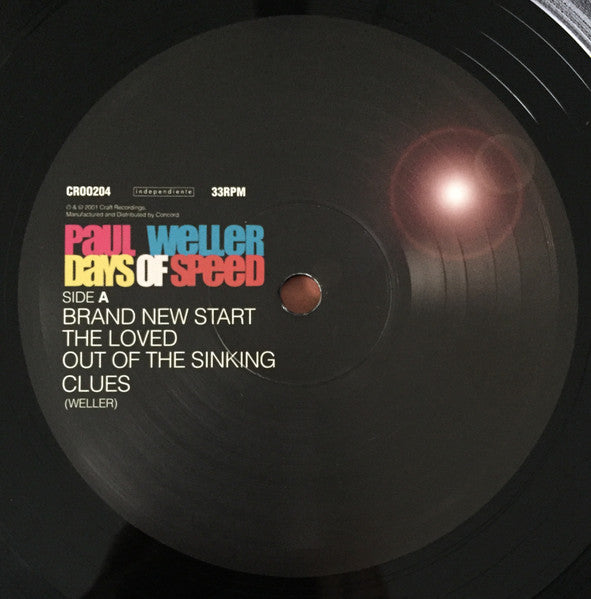 CR00204 independiente 33RPM
℗ & © 2001 Craft Recordings.
Manufactured and Distributed by Concord
PAUL WELLER
DAYS OF SPEED
SIDE A
BRAND NEW START
THE LOVED
OUT OF THE SINKING
CLUES
(WELLER)